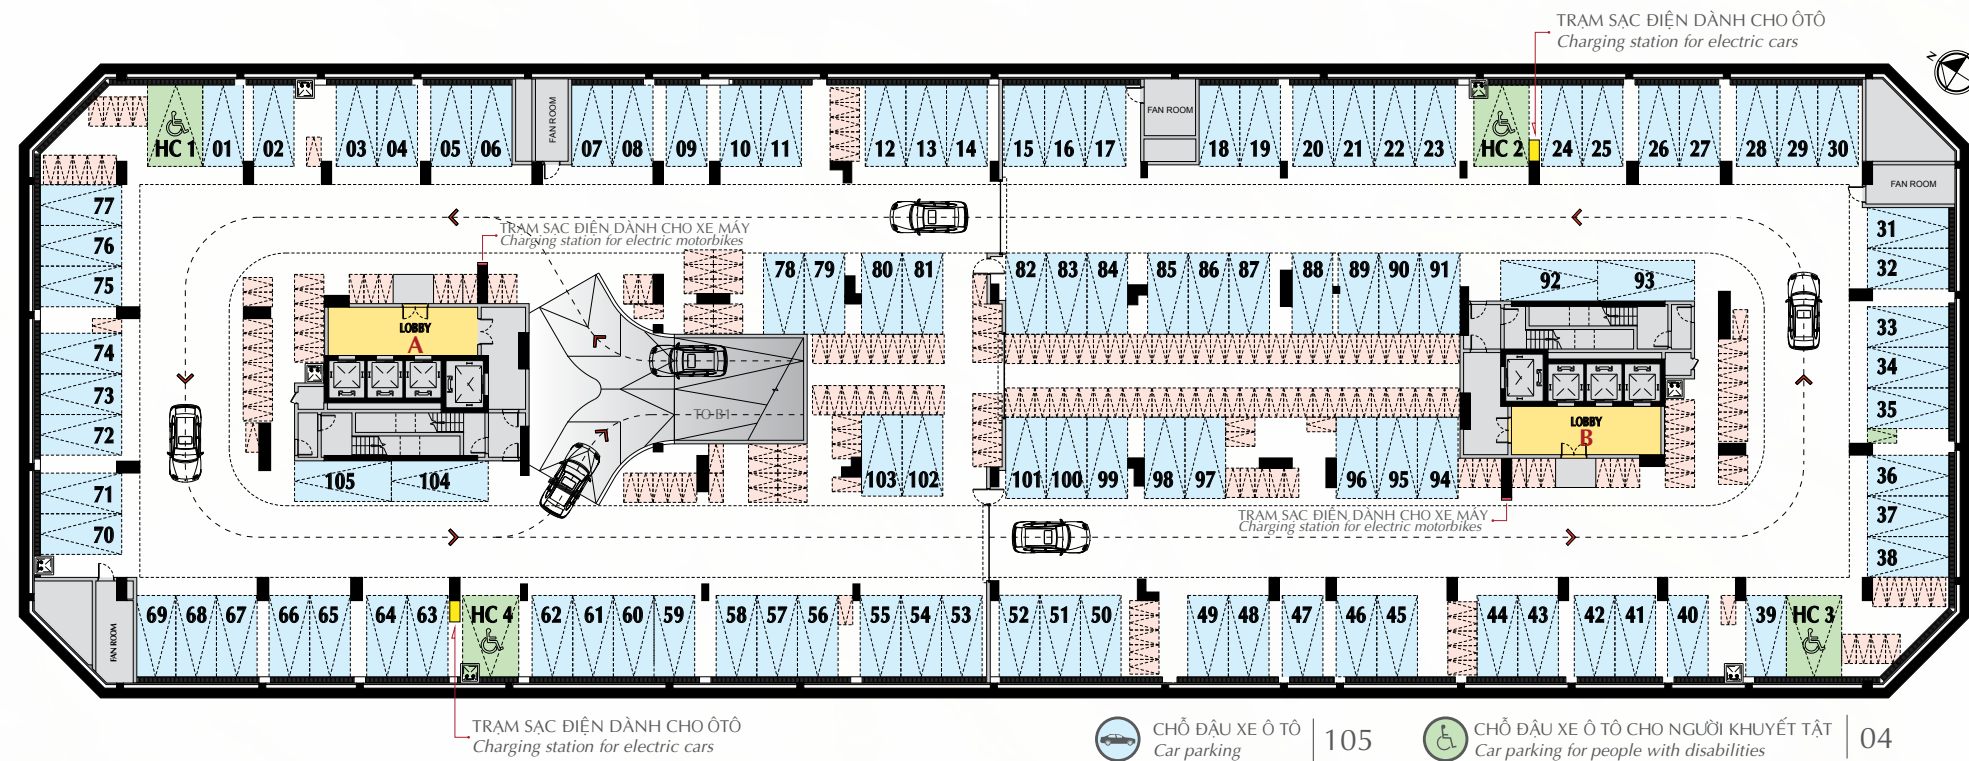 TRẠM SẠC ĐIỆN DÀNH CHO ÔTÔ
Charging station for electric cars
N
HC 1 01 02 03 04 05 06 FAN ROOM 07 08 09 10 11 12 13 14 15 16 17 FAN ROOM 18 19 20 21 22 23 HC 2 24 25 26 27 28 29 30
FAN ROOM
77
76
75
74
73
72
71
70
31
32
33
34
35
36
37
38
TRẠM SẠC ĐIỆN DÀNH CHO XE MÁY
Charging station for electric motorbikes
78 79 80 81 82 83 84 85 86 87 88 89 90 91 92 93
LOBBY
A
TO B1
LOBBY
B
105 104 103 102 101 100 99 98 97 96 95 94
TRẠM SẠC ĐIỆN DÀNH CHO XE MÁY
Charging station for electric motorbikes
FAN ROOM 69 68 67 66 65 64 63 HC 4 62 61 60 59 58 57 56 55 54 53 52 51 50 49 48 47 46 45 44 43 42 41 40 39 HC 3
TRẠM SẠC ĐIỆN DÀNH CHO ÔTÔ
Charging station for electric cars
CHỖ ĐẬU XE Ô TÔ
Car parking
105
CHỖ ĐẬU XE Ô TÔ CHO NGƯỜI KHUYẾT TẬT
Car parking for people with disabilities
04